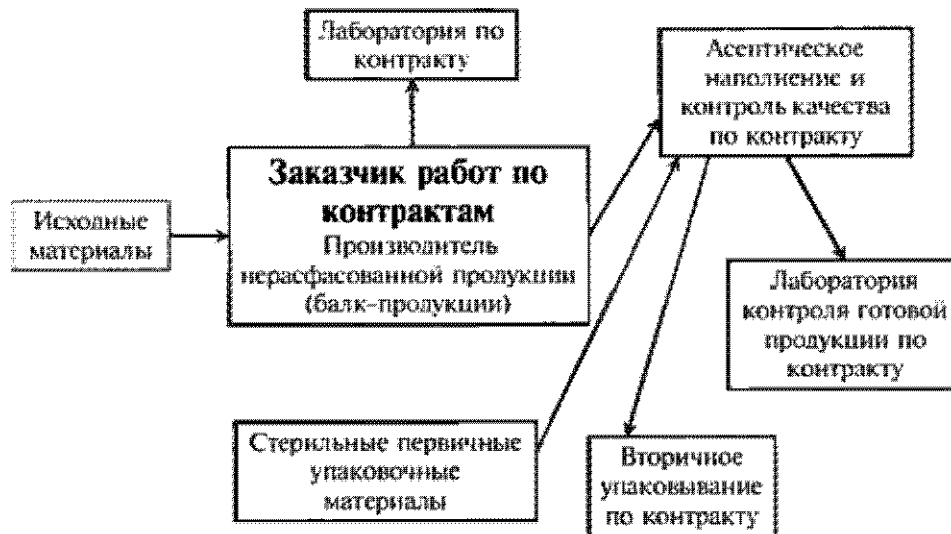 Лаборатория по
контракту
Асептическое
наполнение и
контроль качества
по контракту
Заказчик работ по
контрактам
Производитель
нерасфасованной продукции
(балк-продукции)
Исходные
материалы
Лаборатория
контроля готовой
продукции по
контракту
Стерильные первичные
упаковочные
материалы
Вторичное
упаковывание
по контракту